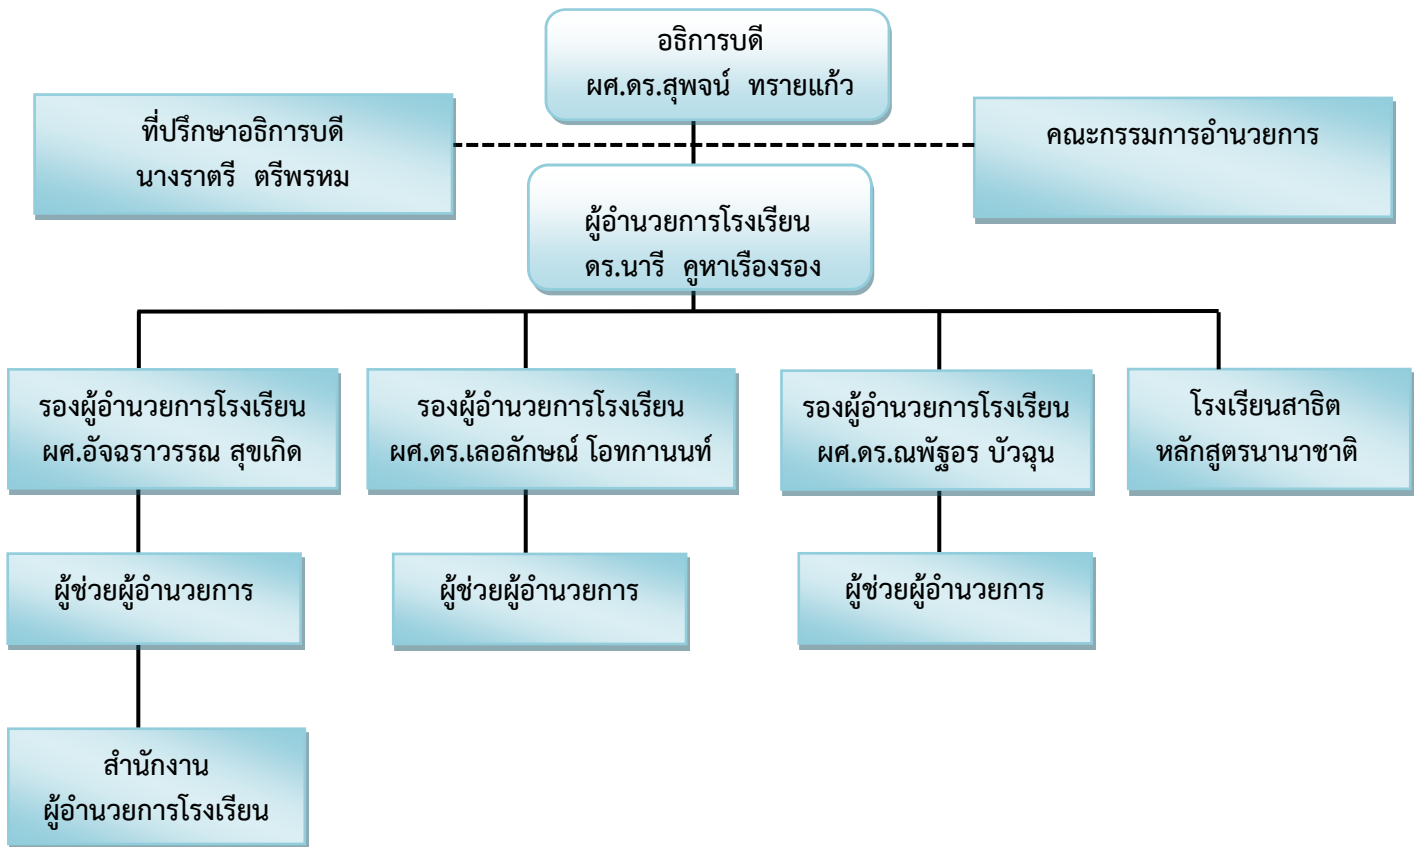 อธิการบดี
ผศ.ดร.สุพจน์ ทรายแก้ว
ที่ปรึกษาอธิการบดี
นางราตรี ตรีพรหม
คณะกรรมการอำนวยการ
ผู้อำนวยการโรงเรียน
ดร.นารี คูหาเรืองรอง
รองผู้อำนวยการโรงเรียน
ผศ.อัจฉราวรรณ สุขเกิด
รองผู้อำนวยการโรงเรียน
ผศ.ดร.เลอลักษณ์ โอทกานนท์
รองผู้อำนวยการโรงเรียน
ผศ.ดร.ณพัฐอร บัวฉุน
โรงเรียนสาธิต
หลักสูตรนานาชาติ
ผู้ช่วยผู้อำนวยการ
ผู้ช่วยผู้อำนวยการ
ผู้ช่วยผู้อำนวยการ
สำนักงาน
ผู้อำนวยการโรงเรียน